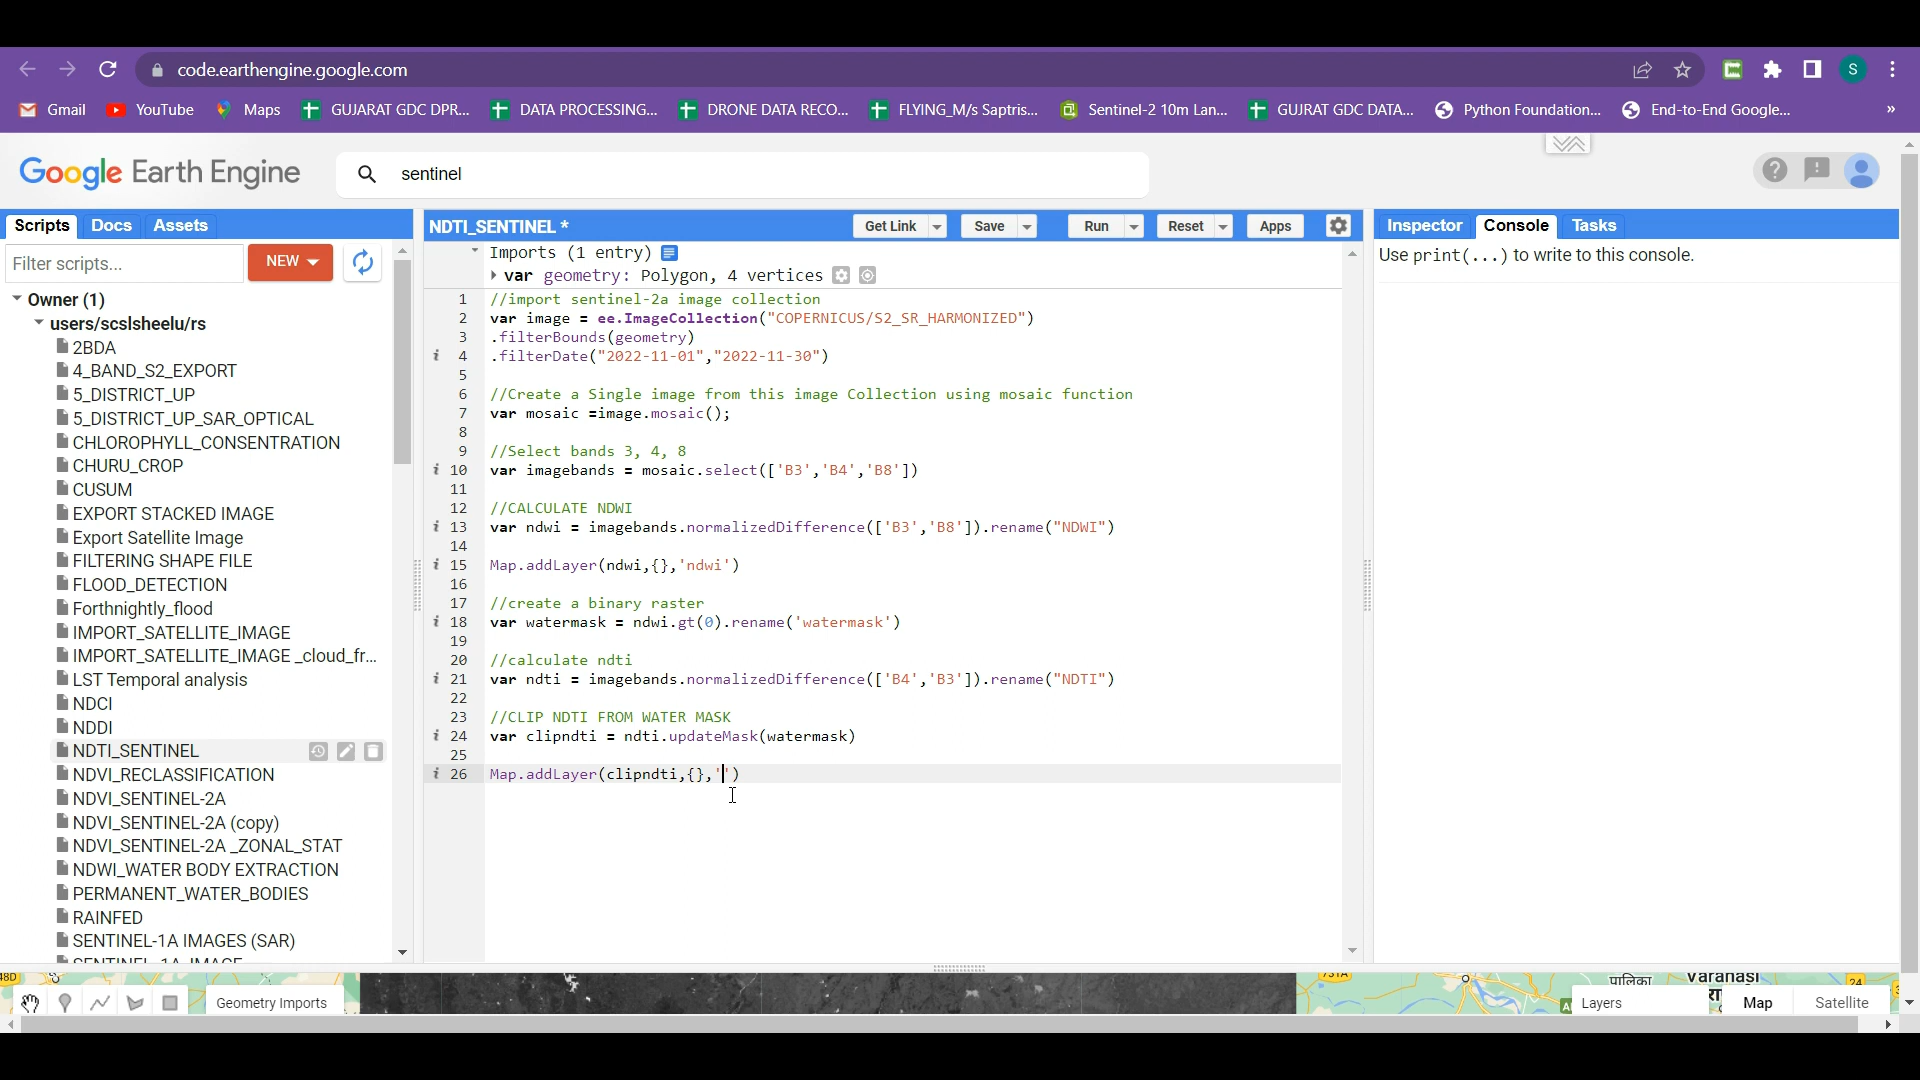 code.earthengine.google.com
S
Gmail YouTube Maps GUJARAT GDC DPR... DATA PROCESSING... DRONE DATA RECO... FLYING_M/s Saptris... Sentinel-2 10m Lan... GUJRAT GDC DATA... Python Foundation... End-to-End Google... »
Google Earth Engine
sentinel
Scripts Docs Assets
Filter scripts... NEW
Owner (1)
users/scslsheelu/rs
2BDA
4_BAND_S2_EXPORT
5_DISTRICT_UP
5_DISTRICT_UP_SAR_OPTICAL
CHLOROPHYLL_CONSENTRATION
CHURU_CROP
CUSUM
EXPORT STACKED IMAGE
Export Satellite Image
FILTERING SHAPE FILE
FLOOD_DETECTION
Forthnightly_flood
IMPORT_SATELLITE_IMAGE
IMPORT_SATELLITE_IMAGE _cloud_fr...
LST Temporal analysis
NDCI
NDDI
NDTI_SENTINEL
NDVI_RECLASSIFICATION
NDVI_SENTINEL-2A
NDVI_SENTINEL-2A (copy)
NDVI_SENTINEL-2A _ZONAL_STAT
NDWI_WATER BODY EXTRACTION
PERMANENT_WATER_BODIES
RAINFED
SENTINEL-1A IMAGES (SAR)
NDTI_SENTINEL * Get Link Save Run Reset Apps
Imports (1 entry)
var geometry: Polygon, 4 vertices
1 //import sentinel-2a image collection
2 var image = ee.ImageCollection("COPERNICUS/S2_SR_HARMONIZED")
3 .filterBounds(geometry)
i 4 .filterDate("2022-11-01","2022-11-30")
5
6 //Create a Single image from this image Collection using mosaic function
7 var mosaic =image.mosaic();
8
9 //Select bands 3, 4, 8
i 10 var imagebands = mosaic.select(['B3','B4','B8'])
11
12 //CALCULATE NDWI
i 13 var ndwi = imagebands.normalizedDifference(['B3','B8']).rename("NDWI")
14
i 15 Map.addLayer(ndwi,{},'ndwi')
16
17 //create a binary raster
i 18 var watermask = ndwi.gt(0).rename('watermask')
19
20 //calculate ndti
i 21 var ndti = imagebands.normalizedDifference(['B4','B3']).rename("NDTI")
22
23 //CLIP NDTI FROM WATER MASK
i 24 var clipndti = ndti.updateMask(watermask)
25
i 26 Map.addLayer(clipndti,{},'')
Inspector Console Tasks
Use print(...) to write to this console.
Geometry Imports
Varanasi
24
पालिका
Layers
Map Satellite